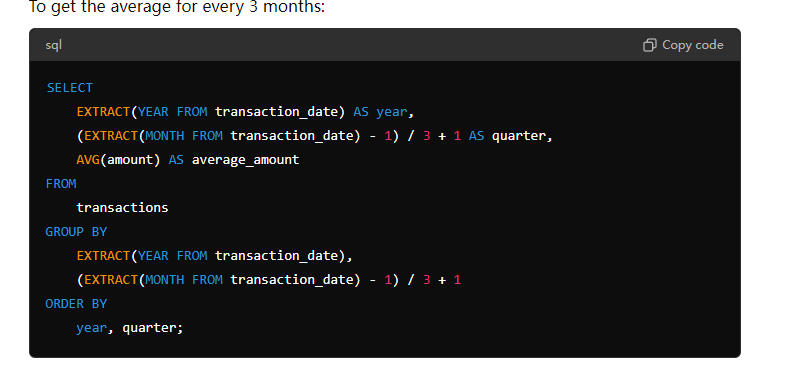 To get the average for every 3 months:
sql
Copy code
SELECT
    EXTRACT(YEAR FROM transaction_date) AS year,
    (EXTRACT(MONTH FROM transaction_date) - 1) / 3 + 1 AS quarter,
    AVG(amount) AS average_amount
FROM
    transactions
GROUP BY
    EXTRACT(YEAR FROM transaction_date),
    (EXTRACT(MONTH FROM transaction_date) - 1) / 3 + 1
ORDER BY
    year, quarter;